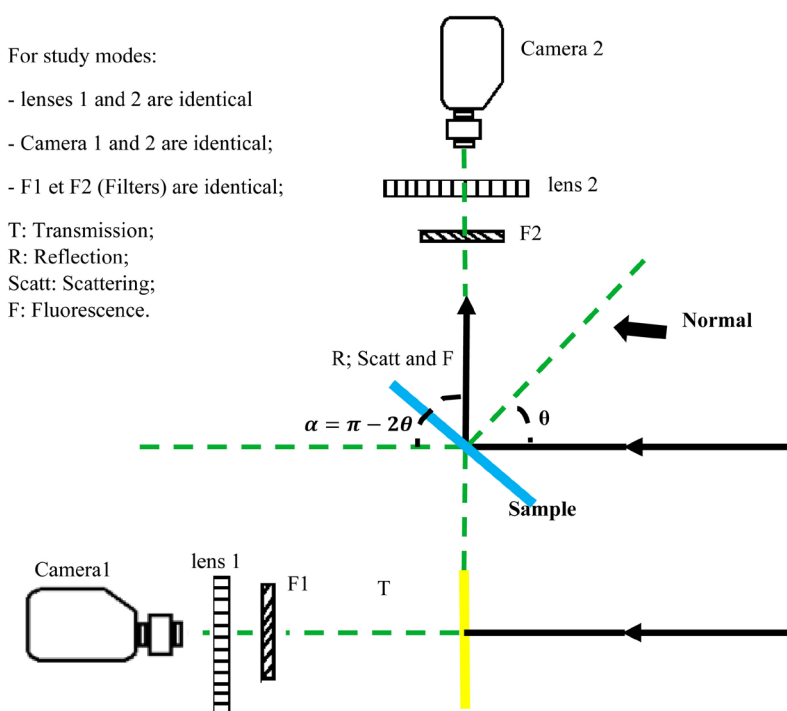 Camera 2
For study modes:
- lenses 1 and 2 are identical
- Camera 1 and 2 are identical;
lens 2
- F1 et F2 (Filters) are identical;
F2
T: Transmission;
R: Reflection;
Scatt: Scattering;
F: Fluorescence.
Normal
R; Scatt and F
α = π − 2θ
θ
Sample
lens 1
Camera1
F1
T